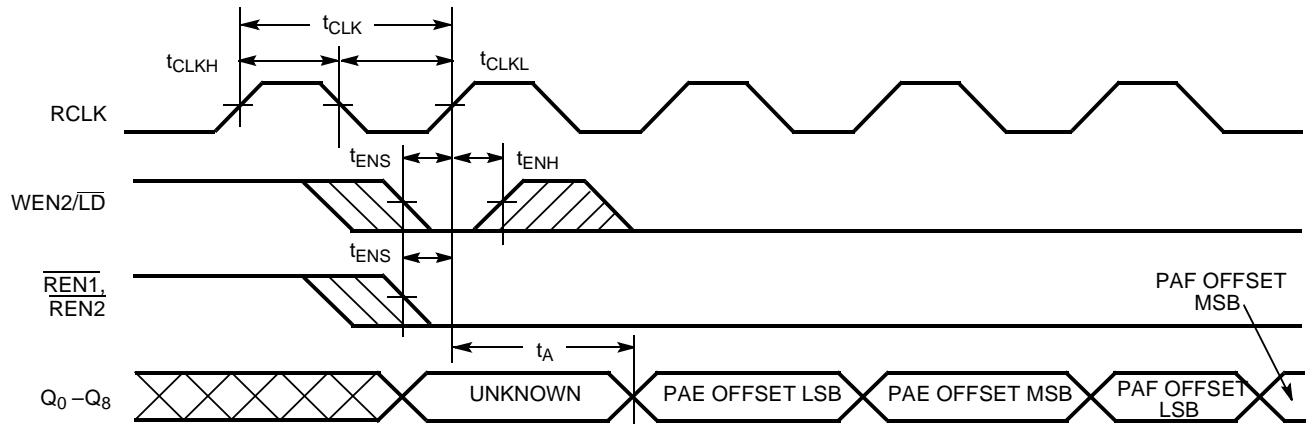 tCLK
tCLKH
tCLKL
RCLK
tENS
tENH
WEN2/LD
tENS
REN1,
REN2
PAF OFFSET
MSB
tA
Q0 –Q8
UNKNOWN
PAE OFFSET LSB
PAE OFFSET MSB
PAF OFFSET
LSB